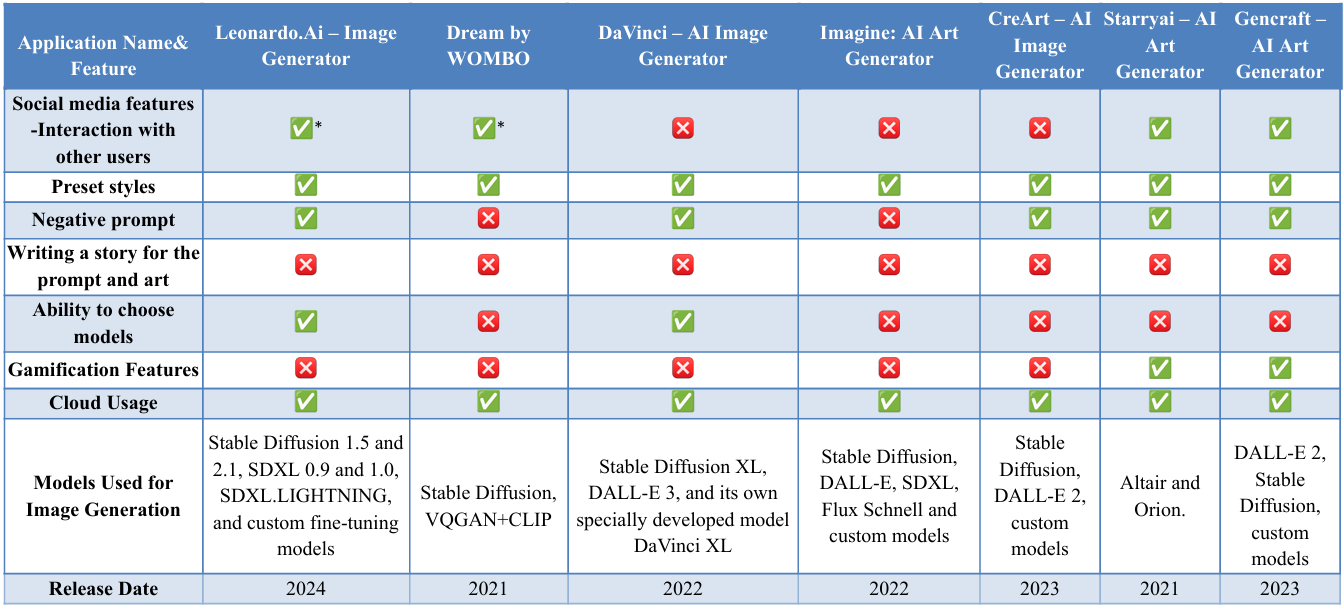 Application Name& Feature | Leonardo.Ai – Image Generator | Dream by WOMBO | DaVinci – AI Image Generator | Imagine: AI Art Generator | CreArt – AI Image Generator | Starryai – AI Art Generator | Gencraft – AI Art Generator
Social media features -Interaction with other users | ✅* | ✅* | ❌ | ❌ | ❌ | ✅ | ✅
Preset styles | ✅ | ✅ | ✅ | ✅ | ✅ | ✅ | ✅
Negative prompt | ✅ | ❌ | ✅ | ❌ | ✅ | ✅ | ✅
Writing a story for the prompt and art | ❌ | ❌ | ❌ | ❌ | ❌ | ❌ | ❌
Ability to choose models | ✅ | ❌ | ✅ | ❌ | ❌ | ❌ | ❌
Gamification Features | ❌ | ❌ | ❌ | ❌ | ❌ | ✅ | ✅
Cloud Usage | ✅ | ✅ | ✅ | ✅ | ✅ | ✅ | ✅
Models Used for Image Generation | Stable Diffusion 1.5 and 2.1, SDXL 0.9 and 1.0, SDXL.LIGHTNING, and custom fine-tuning models | Stable Diffusion, VQGAN+CLIP | Stable Diffusion XL, DALL-E 3, and its own specially developed model DaVinci XL | Stable Diffusion, DALL-E, SDXL, Flux Schnell and custom models | Stable Diffusion, DALL-E 2, custom models | Altair and Orion. | DALL-E 2, Stable Diffusion, custom models
Release Date | 2024 | 2021 | 2022 | 2022 | 2023 | 2021 | 2023